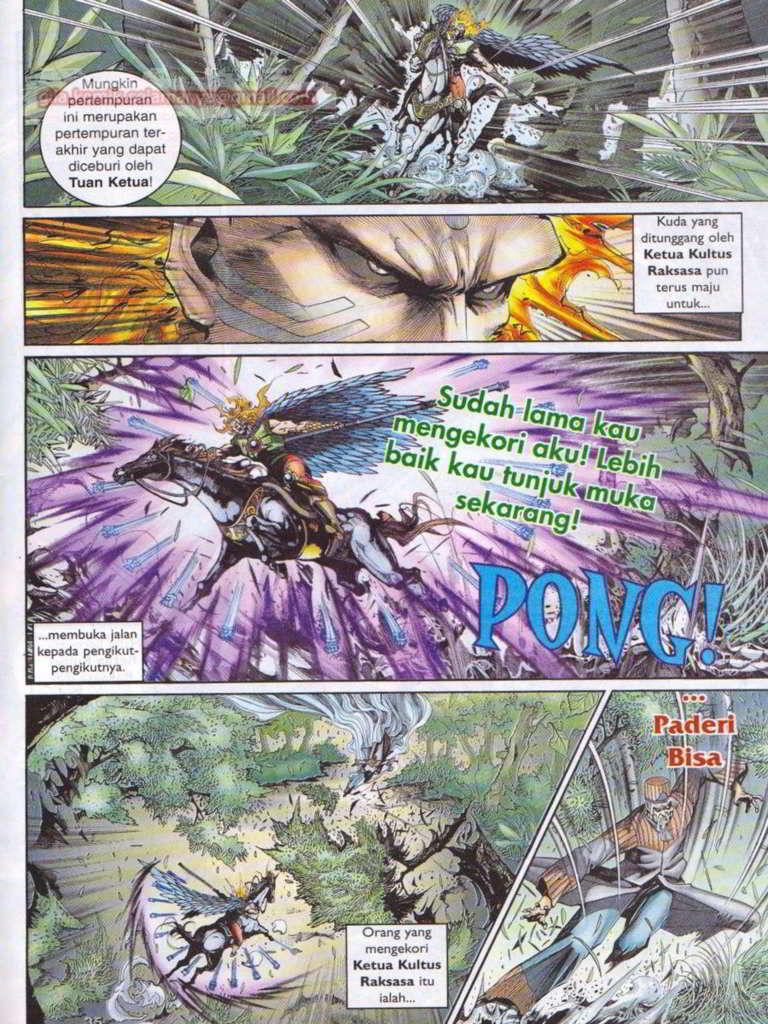 Mungkin
pertempuran
ini merupakan
pertempuran ter-
akhir yang dapat
diceburi oleh
Tuan Ketua!
Kuda yang
ditunggang oleh
Ketua Kultus
Raksasa pun
terus maju
untuk...
Sudah lama kau
mengekori aku! Lebih
baik kau tunjuk muka
sekarang!
PONG!
...membuka jalan
kepada pengikut-
pengikutnya.
...
Paderi
Bisa
Orang yang
mengekori
Ketua Kultus
Raksasa itu
ialah...
35